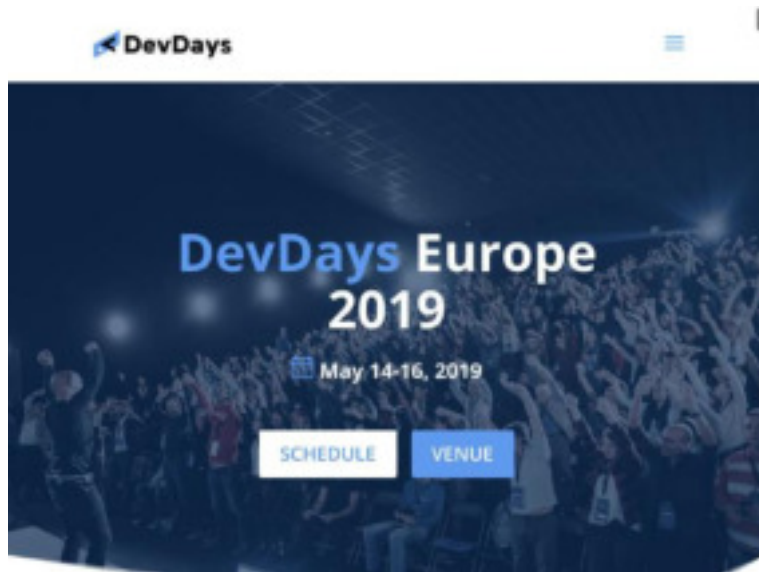 DevDays
DevDays Europe
2019
May 14-16, 2019
SCHEDULE
VENUE